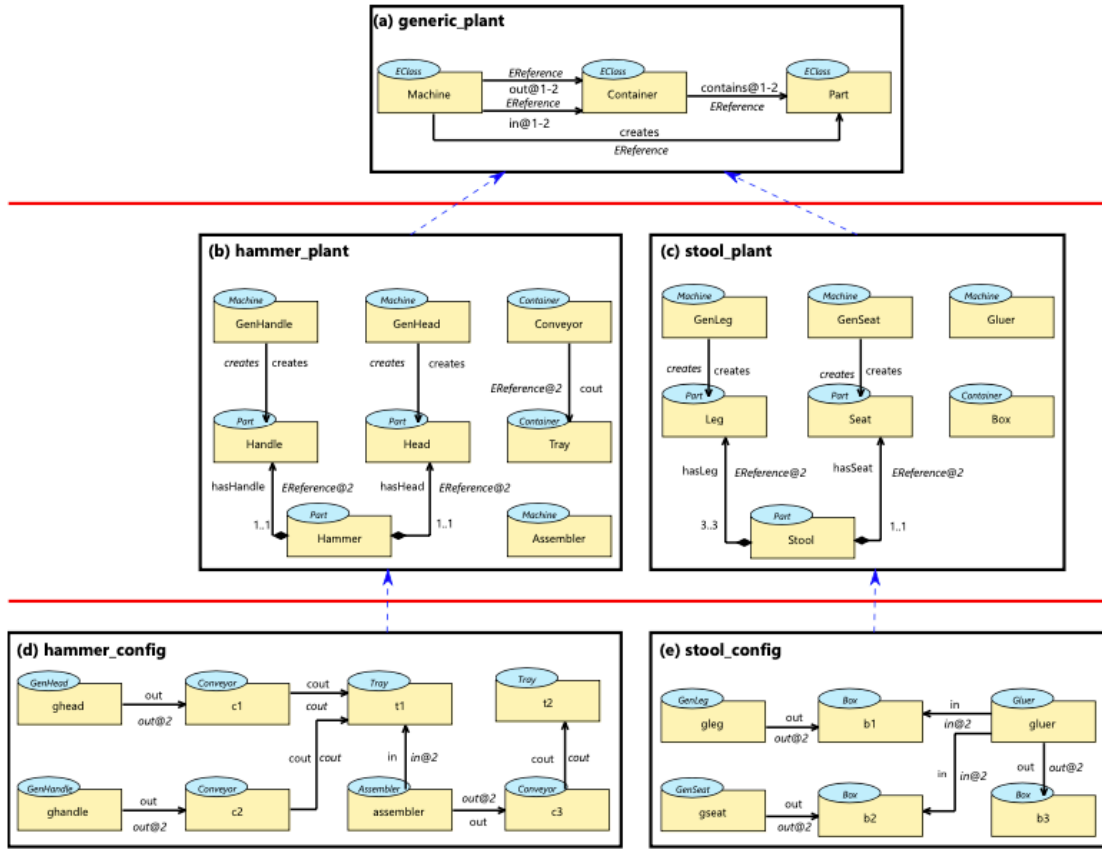 (a) generic_plant
EClass
Machine
EReference
out@1-2
EReference
in@1-2
EClass
Container
contains@1-2
EReference
EClass
Part
creates
EReference
(b) hammer_plant
Machine
GenHandle
Machine
GenHead
Container
Conveyor
creates
creates
creates
creates
EReference@2
cout
Part
Handle
Part
Head
Container
Tray
hasHandle
EReference@2
hasHead
EReference@2
1..1
Part
Hammer
1..1
Machine
Assembler
(c) stool_plant
Machine
GenLeg
Machine
GenSeat
Machine
Gluer
creates
creates
creates
creates
Part
Leg
Part
Seat
Container
Box
hasLeg
EReference@2
hasSeat
EReference@2
3..3
Part
Stool
1..1
(d) hammer_config
GenHead
ghead
out
out@2
Conveyor
c1
cout
cout
Tray
t1
Tray
t2
cout
cout
in
in@2
cout
cout
GenHandle
ghandle
out
out@2
Conveyor
c2
Assembler
assembler
out@2
out
Conveyor
c3
(e) stool_config
GenLeg
gleg
out
out@2
Box
b1
in
in@2
Gluer
gluer
in
in@2
out
out@2
GenSeat
gseat
out
out@2
Box
b2
Box
b3